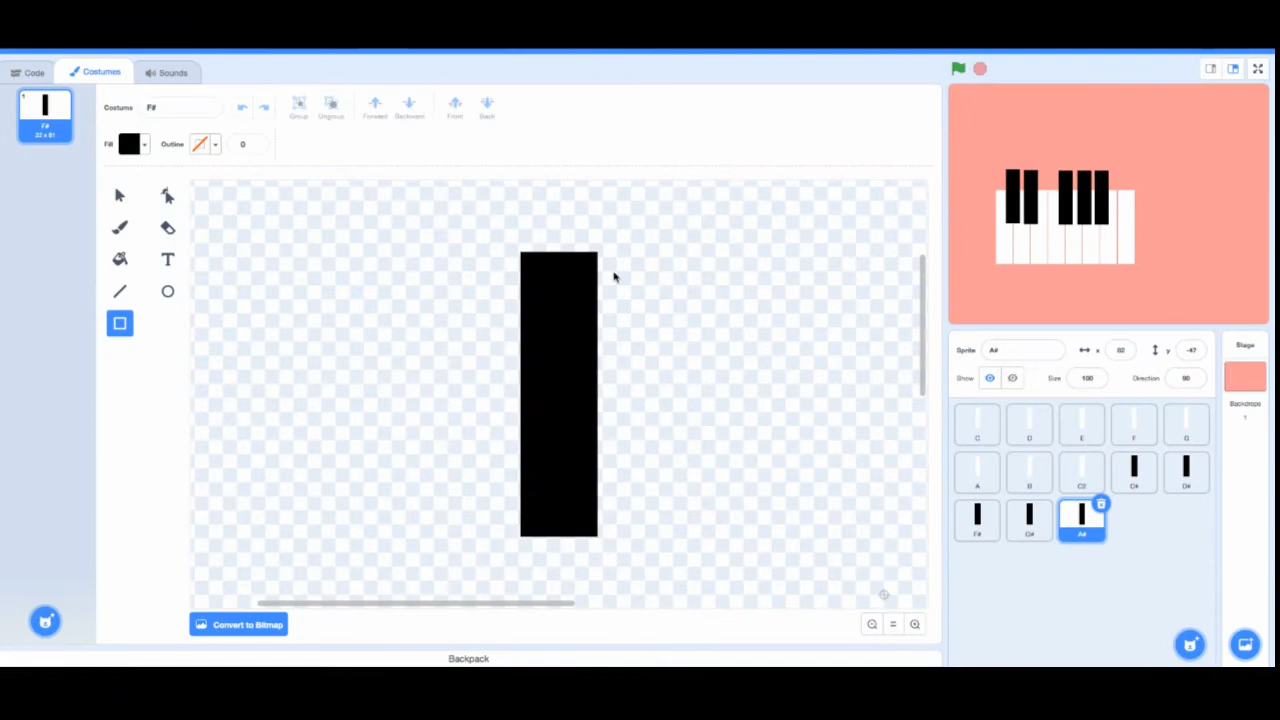 Code
Costumes
Sounds
1
F#
22 x 81
Costume
F#
Group
Ungroup
Forward
Backward
Front
Back
Fill
Outline
0
T
Convert to Bitmap
Backpack
Sprite
A#
x
82
y
-47
Show
Size
100
Direction
90
Stage
Backdrops
1
C
D
E
F
G
A
B
C2
C#
D#
F#
G#
A#